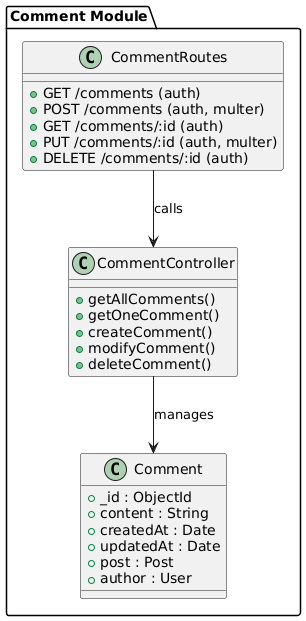 Comment Module
C CommentRoutes
GET /comments (auth)
POST /comments (auth, multer)
GET /comments/:id (auth)
PUT /comments/:id (auth, multer)
DELETE /comments/:id (auth)
calls
C CommentController
getAllComments()
getOneComment()
createComment()
modifyComment()
deleteComment()
manages
C Comment
_id : ObjectId
content : String
createdAt : Date
updatedAt : Date
post : Post
author : User